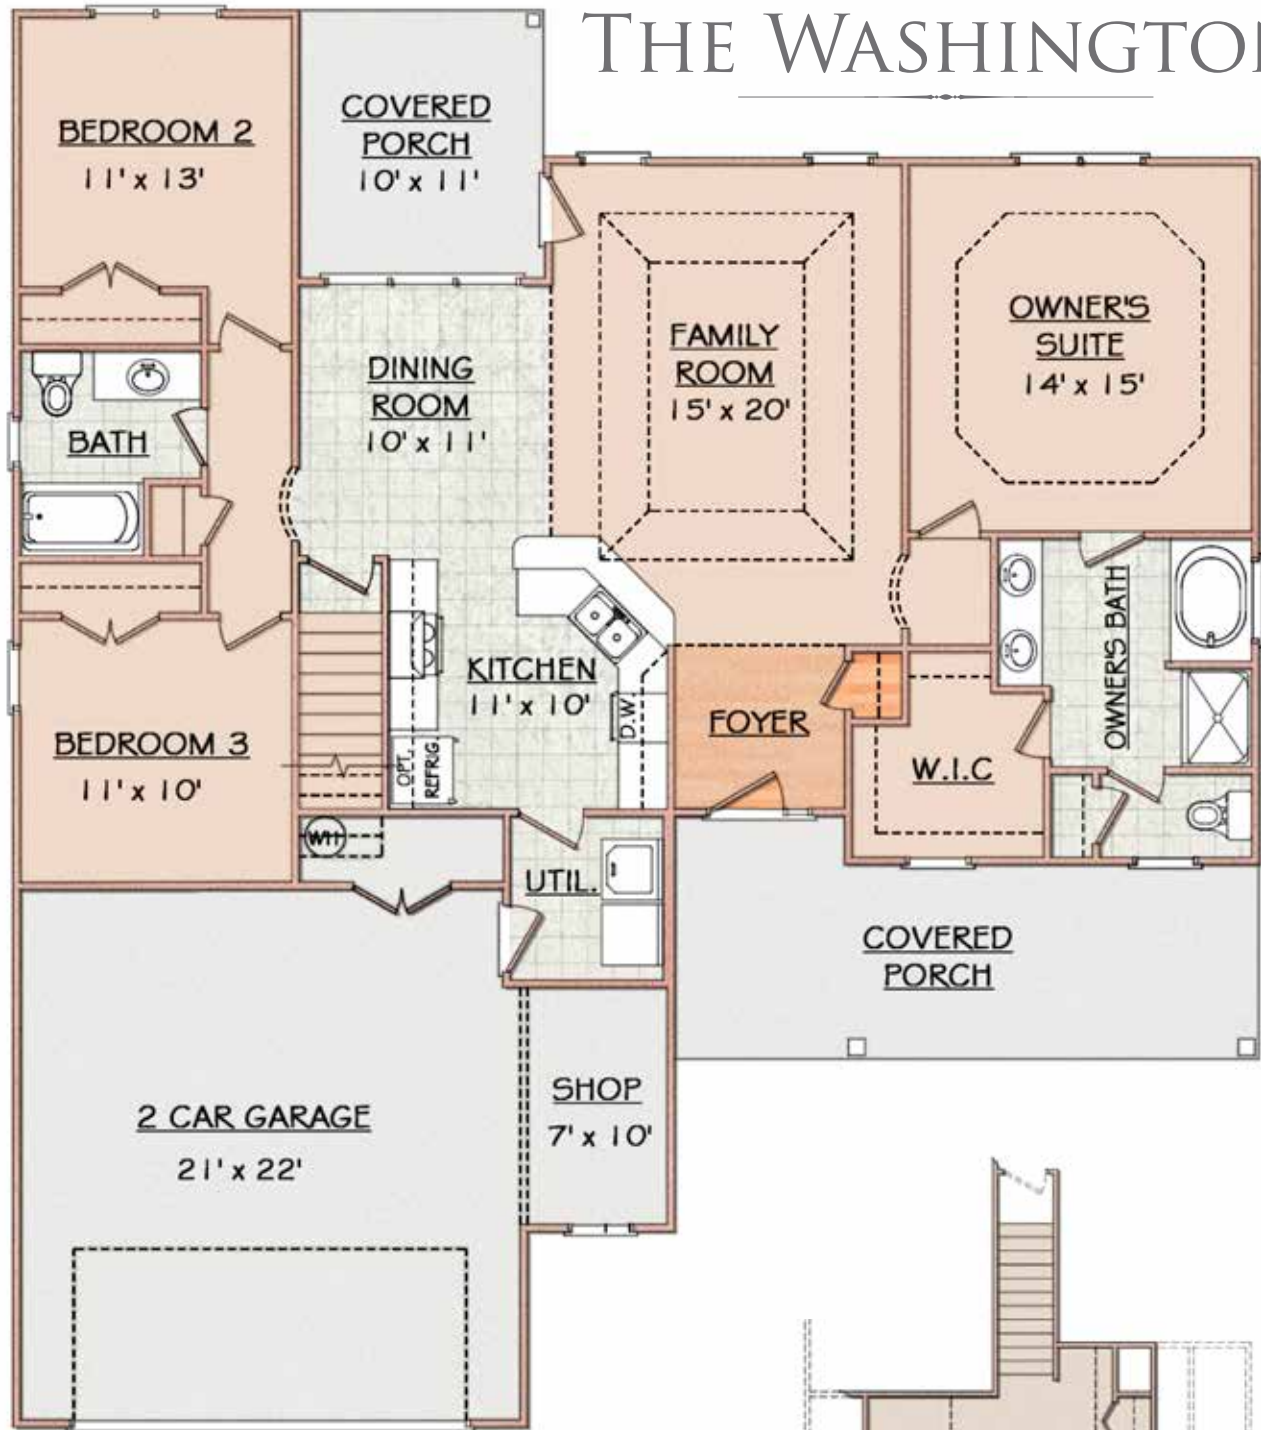 THE WASHINGTON
BEDROOM 2
11' x 13'
COVERED
PORCH
10' x 11'
DINING
ROOM
10' x 11'
FAMILY
ROOM
15' x 20'
OWNER'S
SUITE
14' x 15'
BATH
OWNER'S BATH
KITCHEN
11' x 10'
D.W.
OPT.
REFRIG
FOYER
W.I.C
BEDROOM 3
11' x 10'
WH
UTIL.
COVERED
PORCH
2 CAR GARAGE
21' x 22'
SHOP
7' x 10'